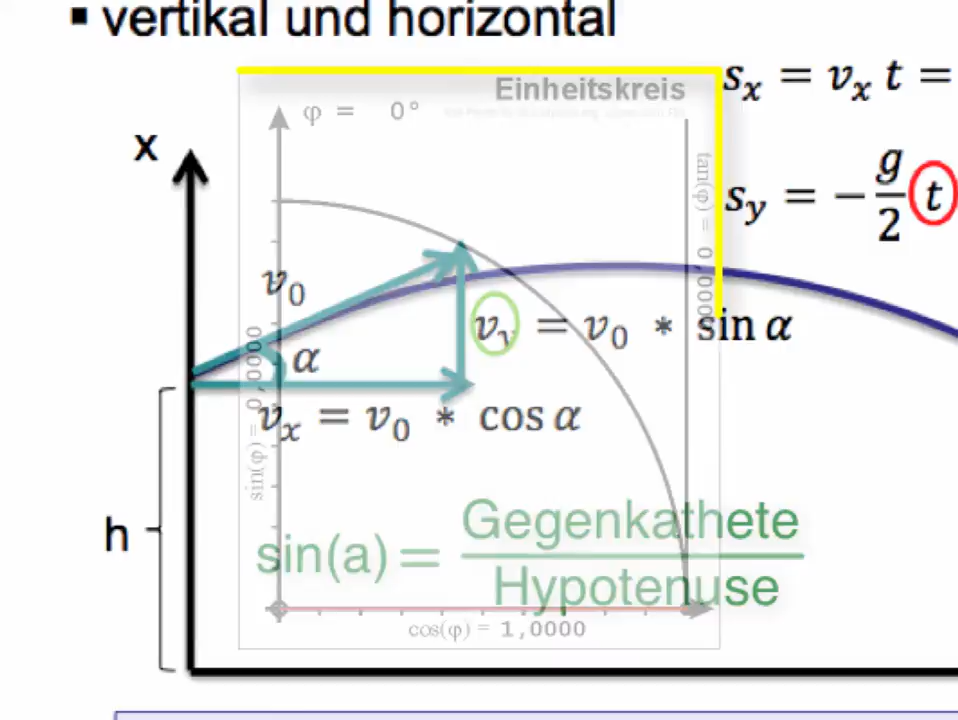 ▪ vertikal und horizontal
Einheitskreis
φ = 0°
s_x = v_x t =
x
tan(φ) = 0,0000
s_y = − g/2 t
v_0
v_y = v_0 * sin α
α
v_x = v_0 * cos α
sin(φ) = 0,0000
h
sin(a) = Gegenkathete
Hypotenuse
cos(φ) = 1,0000